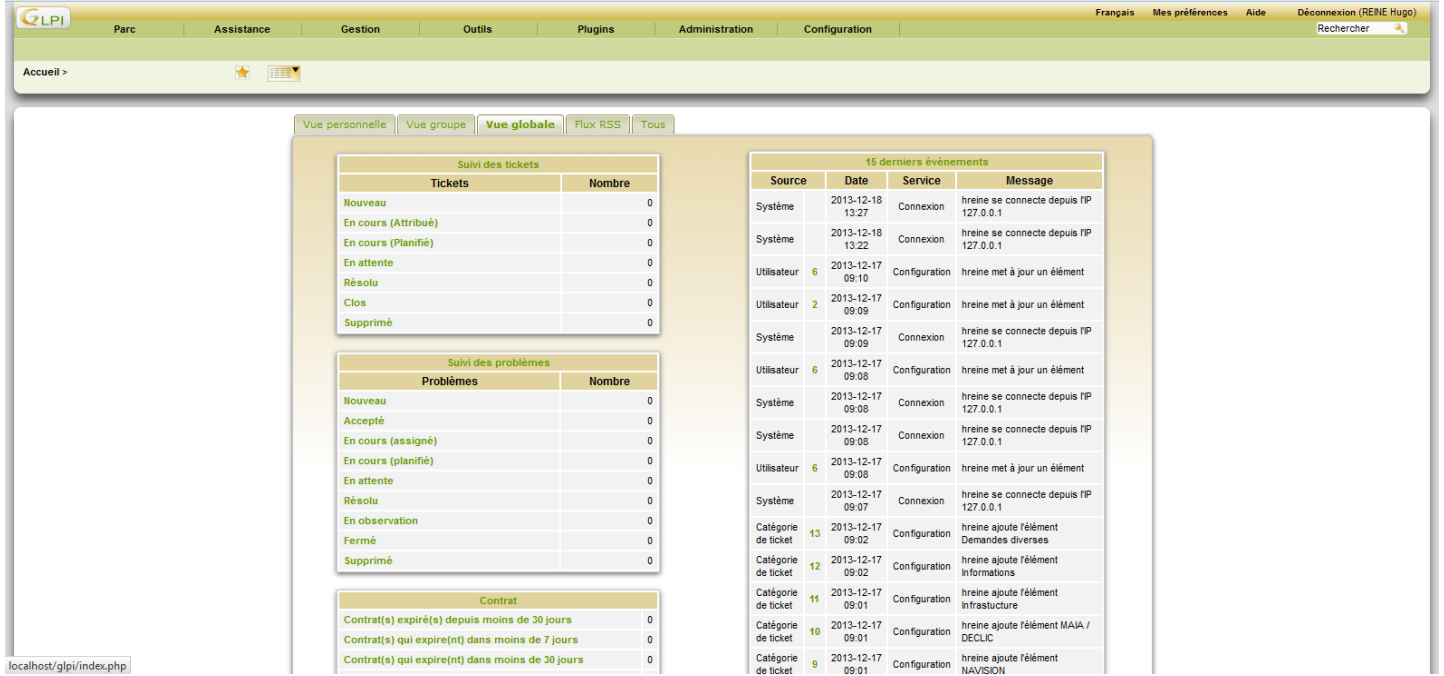 GLPI
Français Mes préférences Aide Déconnexion (REINE Hugo)
Parc Assistance Gestion Outils Plugins Administration Configuration Rechercher
Accueil >
Vue personnelle Vue groupe Vue globale Flux RSS Tous
Suivi des tickets
Tickets Nombre
Nouveau 0
En cours (Attribué) 0
En cours (Planifié) 0
En attente 0
Résolu 0
Clos 0
Supprimé 0
Suivi des problèmes
Problèmes Nombre
Nouveau 0
Accepté 0
En cours (assigné) 0
En cours (planifié) 0
En attente 0
Résolu 0
En observation 0
Fermé 0
Supprimé 0
Contrat
Contrat(s) expiré(s) depuis moins de 30 jours 0
Contrat(s) qui expire(nt) dans moins de 7 jours 0
Contrat(s) qui expire(nt) dans moins de 30 jours 0
15 derniers évènements
Source Date Service Message
Système 2013-12-18 13:27 Connexion hreine se connecte depuis l'IP 127.0.0.1
Système 2013-12-18 13:22 Connexion hreine se connecte depuis l'IP 127.0.0.1
Utilisateur 6 2013-12-17 09:10 Configuration hreine met à jour un élément
Utilisateur 2 2013-12-17 09:09 Configuration hreine met à jour un élément
Système 2013-12-17 09:09 Connexion hreine se connecte depuis l'IP 127.0.0.1
Utilisateur 6 2013-12-17 09:08 Configuration hreine met à jour un élément
Système 2013-12-17 09:08 Connexion hreine se connecte depuis l'IP 127.0.0.1
Système 2013-12-17 09:08 Connexion hreine se connecte depuis l'IP 127.0.0.1
Utilisateur 6 2013-12-17 09:08 Configuration hreine met à jour un élément
Système 2013-12-17 09:07 Connexion hreine se connecte depuis l'IP 127.0.0.1
Catégorie de ticket 13 2013-12-17 09:02 Configuration hreine ajoute l'élément Demandes diverses
Catégorie de ticket 12 2013-12-17 09:02 Configuration hreine ajoute l'élément Informations
Catégorie de ticket 11 2013-12-17 09:01 Configuration hreine ajoute l'élément Infrastucture
Catégorie de ticket 10 2013-12-17 09:01 Configuration hreine ajoute l'élément MAIA / DECLIC
Catégorie de ticket 9 2013-12-17 09:01 Configuration hreine ajoute l'élément NAVISION
localhost/glpi/index.php